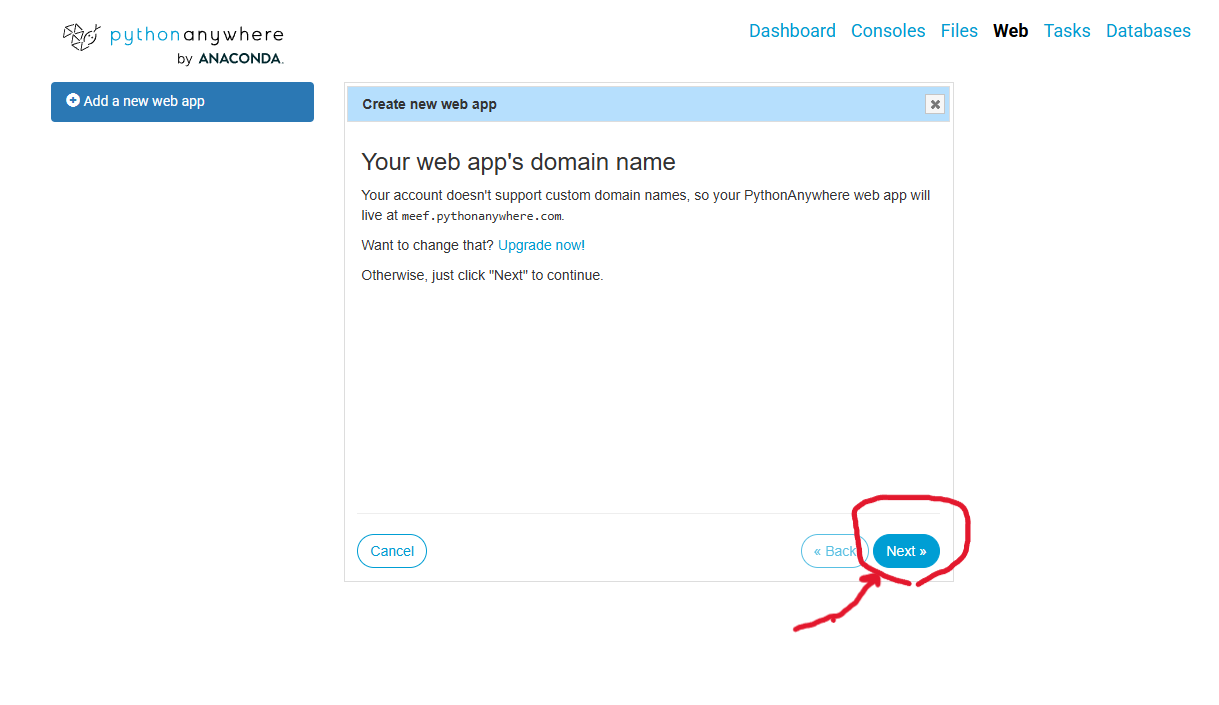 pythonanywhere
by ANACONDA.
Dashboard Consoles Files Web Tasks Databases
Add a new web app
Create new web app
Your web app's domain name
Your account doesn't support custom domain names, so your PythonAnywhere web app will
live at meef.pythonanywhere.com.
Want to change that? Upgrade now!
Otherwise, just click "Next" to continue.
Cancel
« Back
Next »